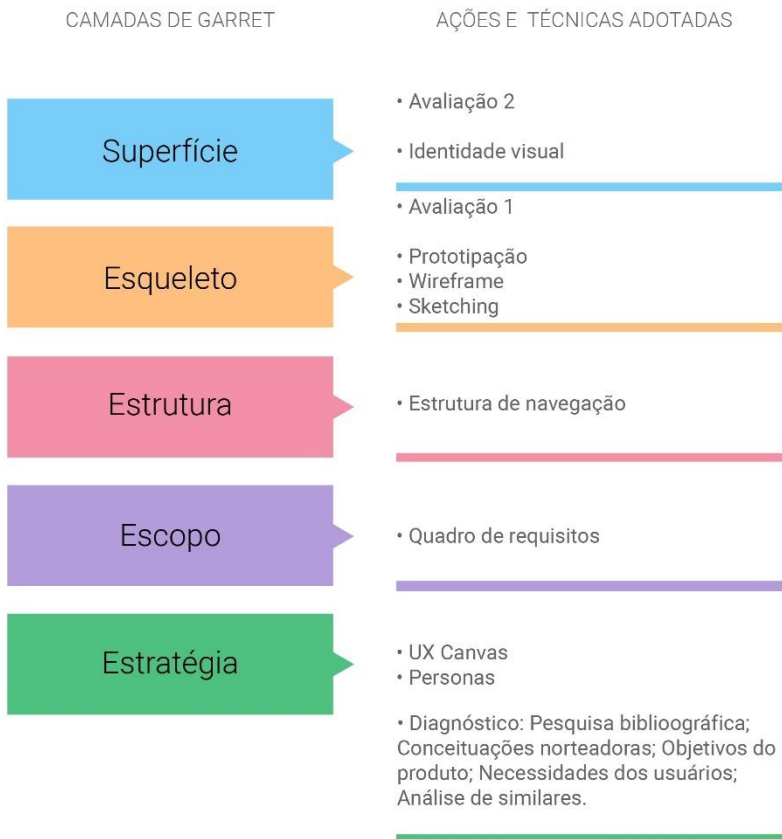 CAMADAS DE GARRET
AÇÕES E TÉCNICAS ADOTADAS
Superfície
• Avaliação 2
• Identidade visual
Esqueleto
• Avaliação 1
• Prototipação
• Wireframe
• Sketching
Estrutura
• Estrutura de navegação
Escopo
• Quadro de requisitos
Estratégia
• UX Canvas
• Personas
• Diagnóstico: Pesquisa biblioográfica;
Conceituações norteadoras; Objetivos do
produto; Necessidades dos usuários;
Análise de similares.